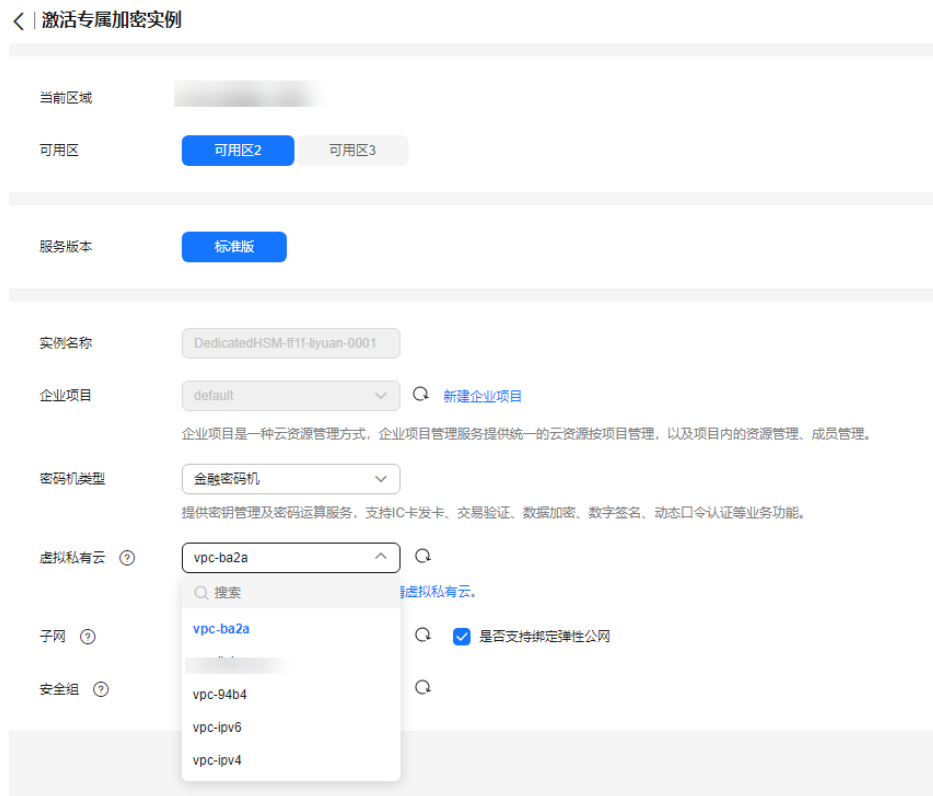 激活专属加密实例
当前区域
可用区 可用区2 可用区3
服务版本 标准版
实例名称 DedicatedHSM-ff1f-liyuan-0001
企业项目 default 新建企业项目
企业项目是一种云资源管理方式，企业项目管理服务提供统一的云资源按项目管理，以及项目内的资源管理、成员管理。
密码机类型 金融密码机
提供密钥管理及密码运算服务，支持IC卡发卡、交易验证、数据加密、数字签名、动态口令认证等业务功能。
虚拟私有云 vpc-ba2a
搜索 虚拟私有云。
vpc-ba2a
子网 是否支持绑定弹性公网
安全组 vpc-94b4
vpc-ipv6
vpc-ipv4